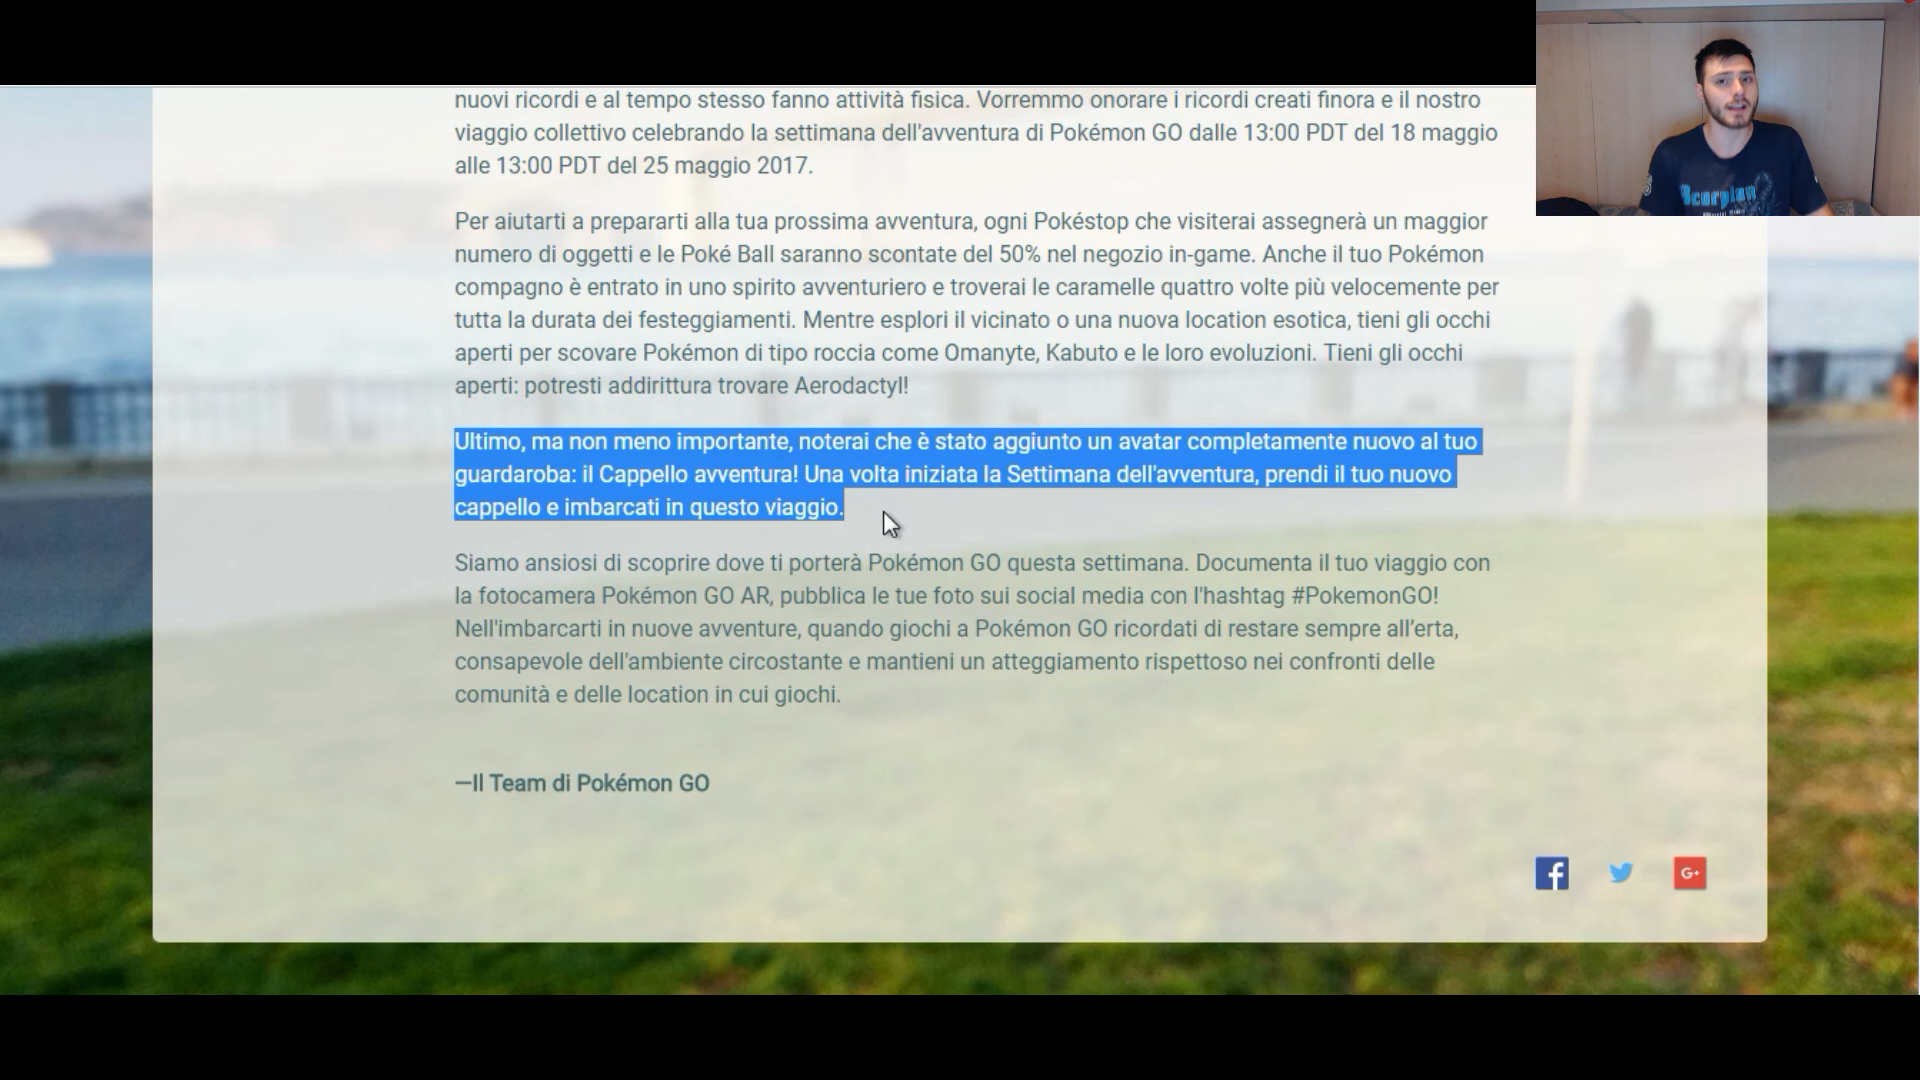 nuovi ricordi e al tempo stesso fanno attività fisica. Vorremmo onorare i ricordi creati finora e il nostro
viaggio collettivo celebrando la settimana dell'avventura di Pokémon GO dalle 13:00 PDT del 18 maggio
alle 13:00 PDT del 25 maggio 2017.
Per aiutarti a prepararti alla tua prossima avventura, ogni Pokéstop che visiterai assegnerà un maggior
numero di oggetti e le Poké Ball saranno scontate del 50% nel negozio in-game. Anche il tuo Pokémon
compagno è entrato in uno spirito avventuriero e troverai le caramelle quattro volte più velocemente per
tutta la durata dei festeggiamenti. Mentre esplori il vicinato o una nuova location esotica, tieni gli occhi
aperti per scovare Pokémon di tipo roccia come Omanyte, Kabuto e le loro evoluzioni. Tieni gli occhi
aperti: potresti addirittura trovare Aerodactyl!
Ultimo, ma non meno importante, noterai che è stato aggiunto un avatar completamente nuovo al tuo
guardaroba: il Cappello avventura! Una volta iniziata la Settimana dell'avventura, prendi il tuo nuovo
cappello e imbarcati in questo viaggio.
Siamo ansiosi di scoprire dove ti porterà Pokémon GO questa settimana. Documenta il tuo viaggio con
la fotocamera Pokémon GO AR, pubblica le tue foto sui social media con l'hashtag #PokemonGO!
Nell'imbarcarti in nuove avventure, quando giochi a Pokémon GO ricordati di restare sempre all’erta,
consapevole dell'ambiente circostante e mantieni un atteggiamento rispettoso nei confronti delle
comunità e delle location in cui giochi.
—Il Team di Pokémon GO
G+
Scorpion